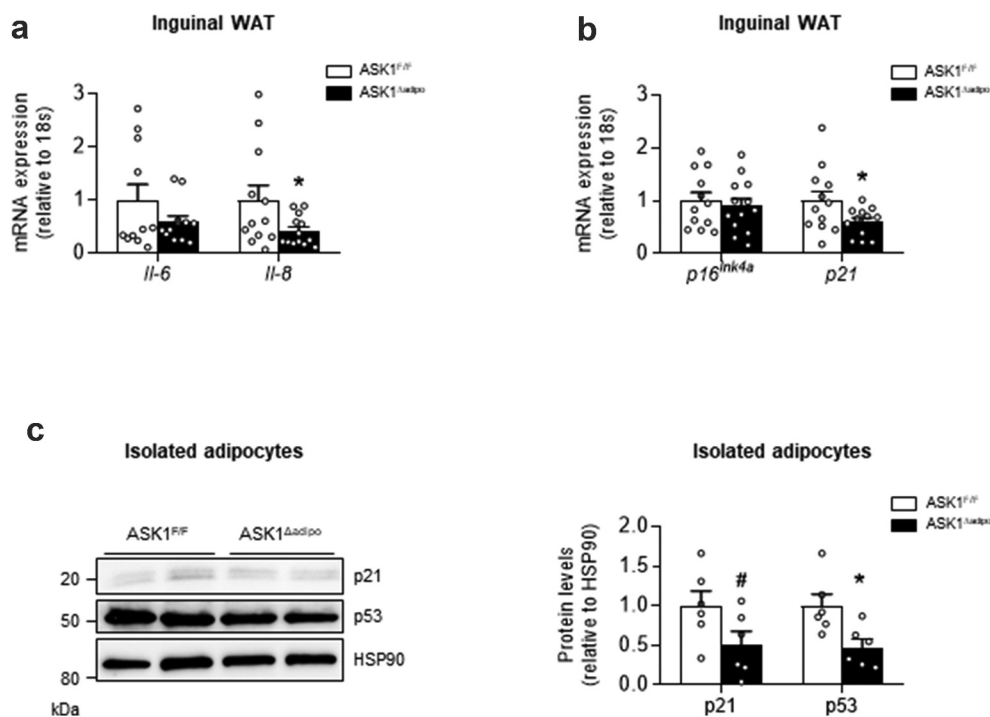 a
Inguinal WAT
ASK1F/F
ASK1Δadipo
mRNA expression
(relative to 18s)
3
2
1
0
*
Il-6
Il-8
b
Inguinal WAT
ASK1F/F
ASK1Δadipo
mRNA expression
(relative to 18s)
3
2
1
0
*
p16Ink4a
p21
c
Isolated adipocytes
ASK1F/F
ASK1Δadipo
20
p21
50
p53
HSP90
80
kDa
Isolated adipocytes
ASK1F/F
ASK1Δadipo
Protein levels
(relative to HSP90)
2.0
1.5
1.0
0.5
0.0
#
*
p21
p53